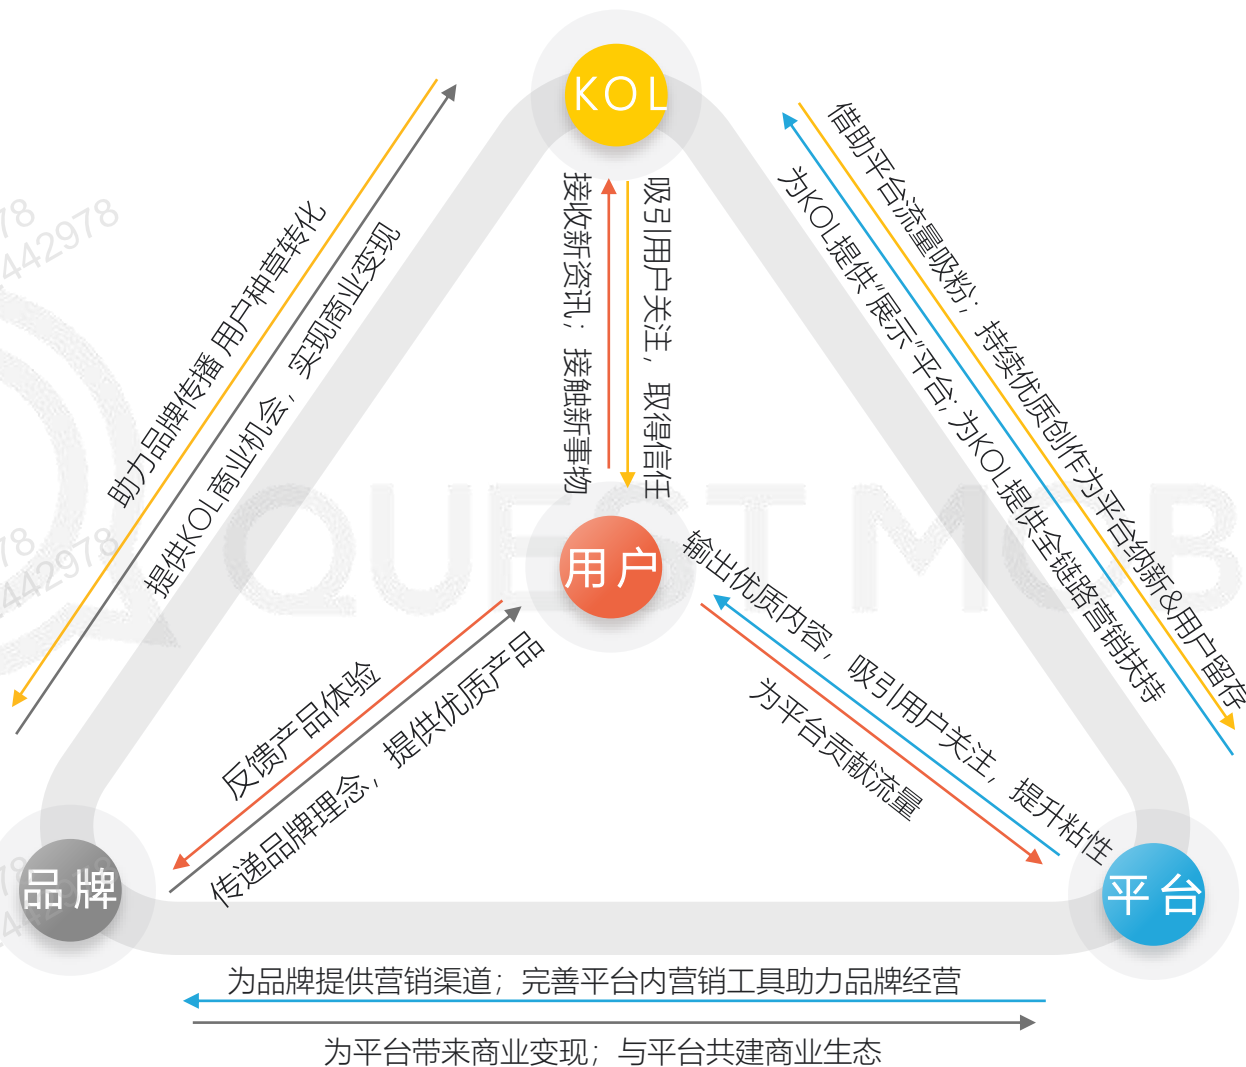 KOL
助力品牌传播 用户种草转化
提供KOL商业机会，实现商业变现
接收新资讯；接触新事物
吸引用户关注，取得信任
借助平台流量吸粉；持续优质创作为平台纳新&用户留存
为KOL提供“展示”平台；为KOL提供全链路营销扶持
用户
反馈产品体验
传递品牌理念，提供优质产品
输出优质内容，吸引用户关注，提升粘性
为平台贡献流量
品牌
平台
为品牌提供营销渠道；完善平台内营销工具助力品牌经营
为平台带来商业变现；与平台共建商业生态
QUEST MOB
78
442978
78
442978